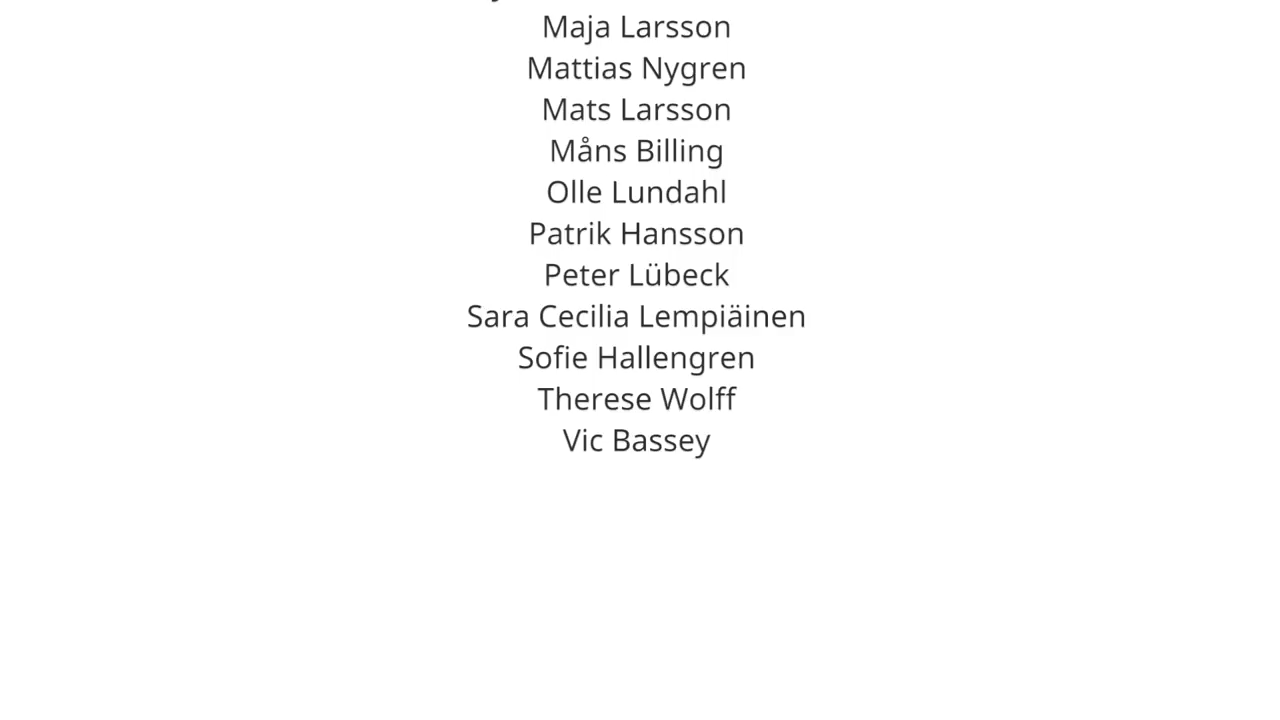 Maja Larsson
Mattias Nygren
Mats Larsson
Måns Billing
Olle Lundahl
Patrik Hansson
Peter Lübeck
Sara Cecilia Lempiäinen
Sofie Hallengren
Therese Wolff
Vic Bassey